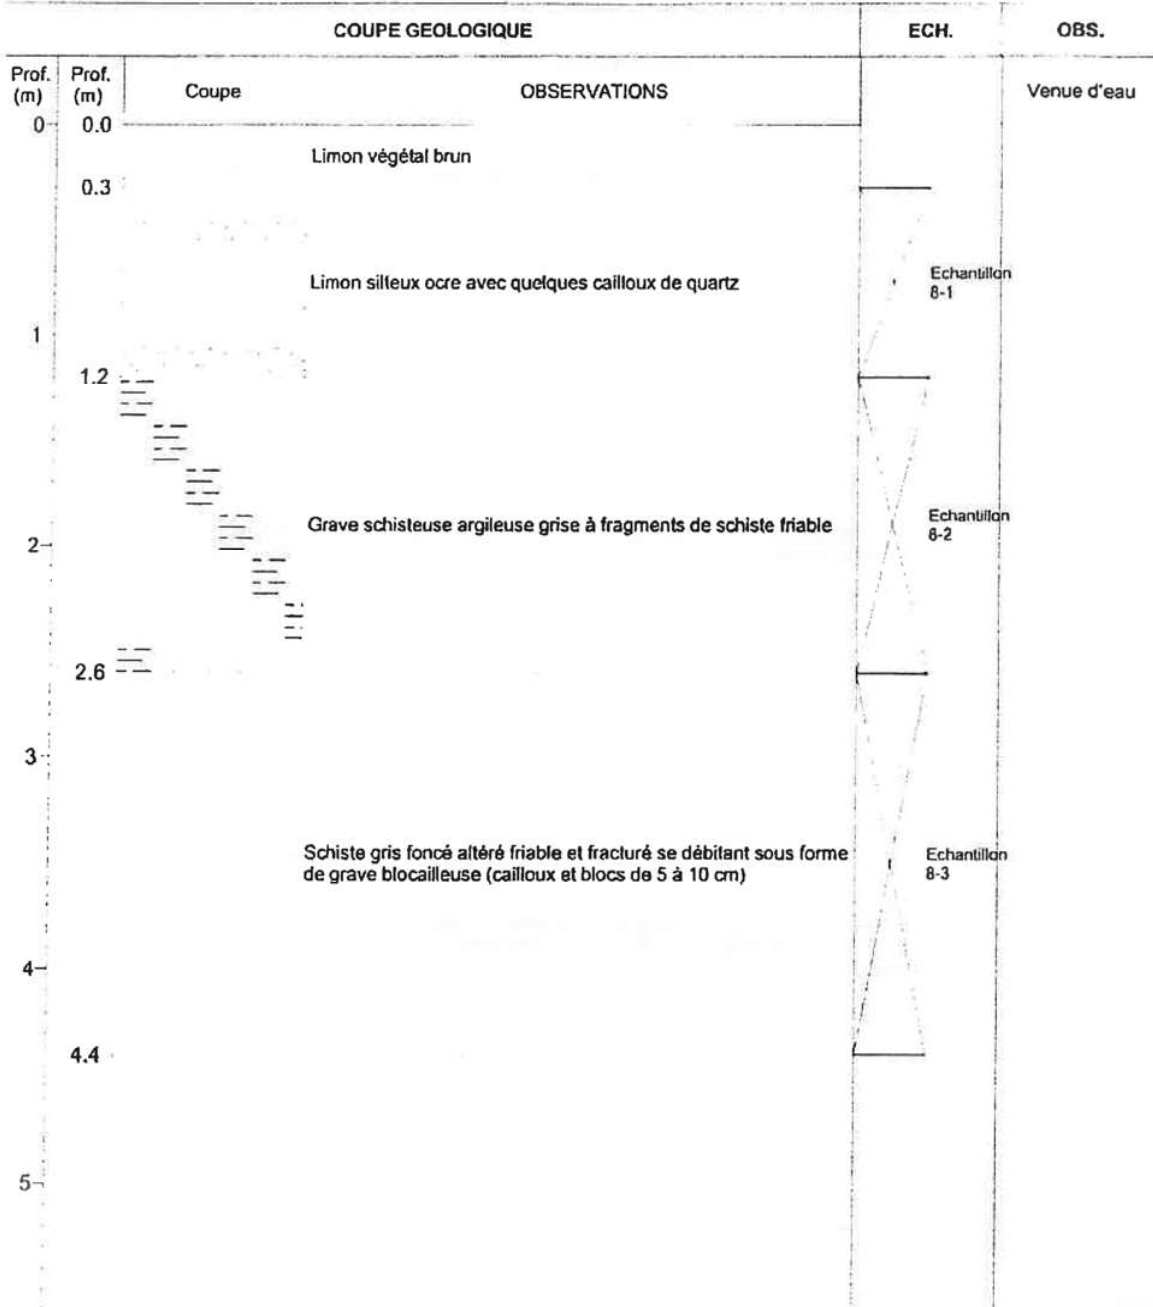 COUPE GEOLOGIQUE ECH. OBS.
Prof. (m) Prof. (m) Coupe OBSERVATIONS Venue d'eau
0 0.0
Limon végétal brun
0.3
Limon silteux ocre avec quelques cailloux de quartz
Echantillon
8-1
1
1.2
Grave schisteuse argileuse grise à fragments de schiste friable
Echantillon
8-2
2
2.6
3
Schiste gris foncé altéré friable et fracturé se débitant sous forme
de grave blocailleuse (cailloux et blocs de 5 à 10 cm)
Echantillon
8-3
4
4.4
5